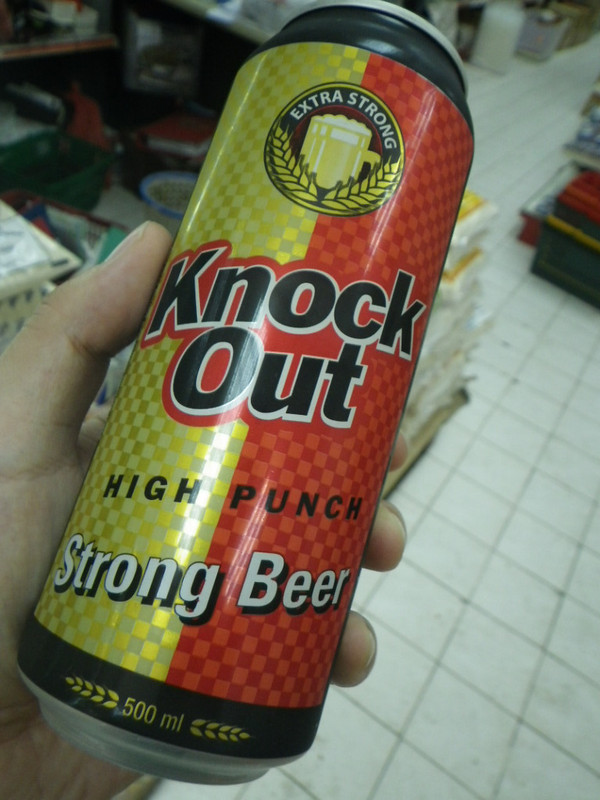 EXTRA STRONG
Knock
Out
HIGH PUNCH
Strong Beer
500 ml